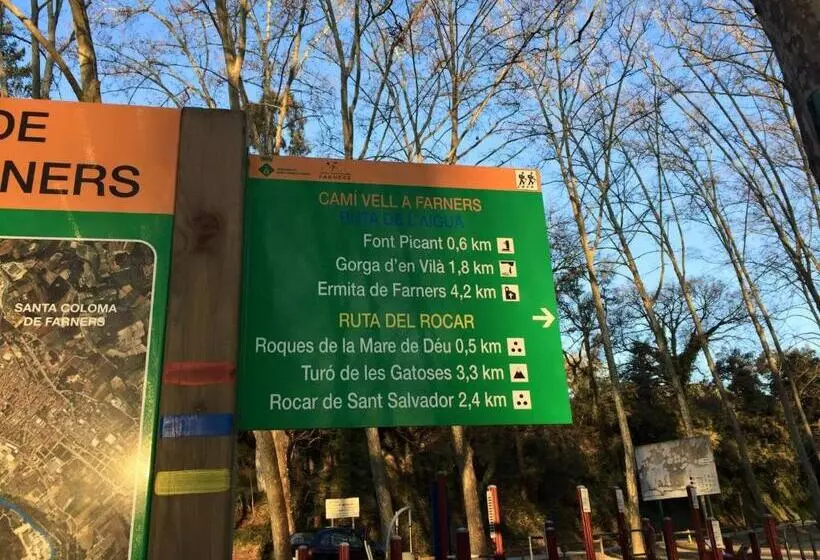 DE
FARNERS
SANTA COLOMA
DE FARNERS
FARNERS
CAMÍ VELL A FARNERS
RUTA DE L'AIGUA
Font Picant 0,6 km
Gorga d'en Vilà 1,8 km
Ermita de Farners 4,2 km
RUTA DEL ROCAR
Roques de la Mare de Déu 0,5 km
Turó de les Gatoses 3,3 km
Rocar de Sant Salvador 2,4 km